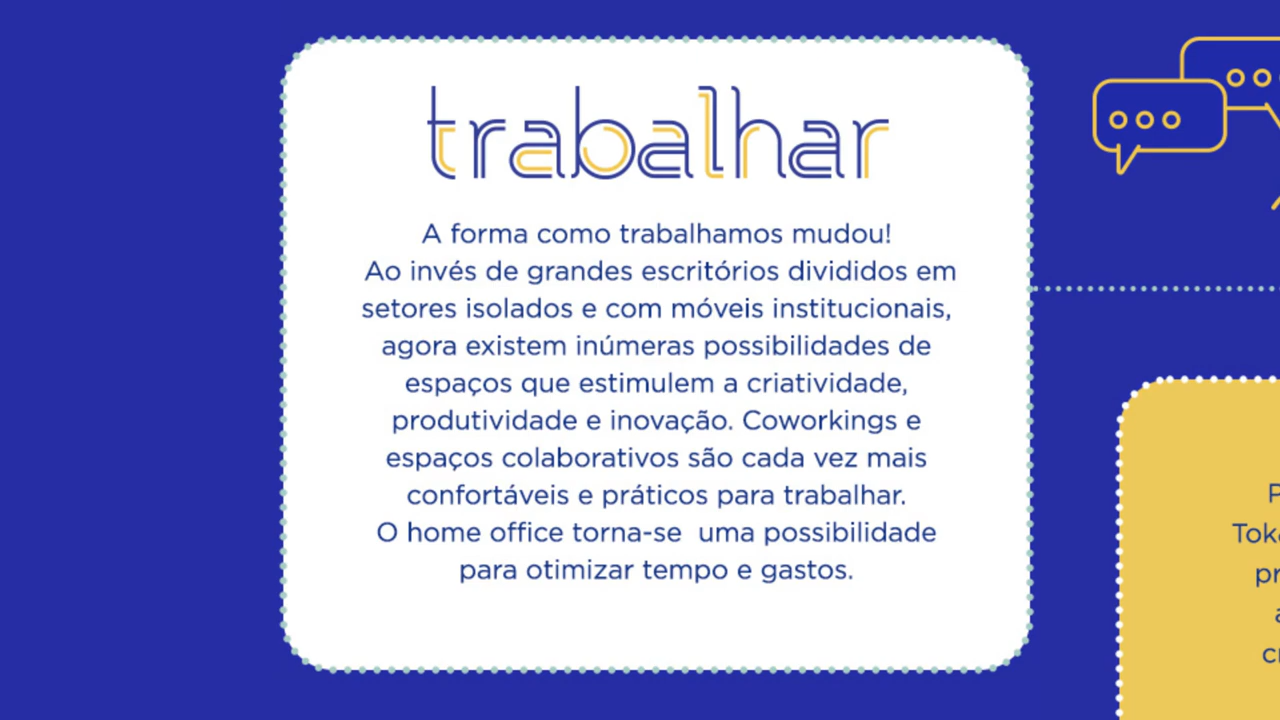 trabalhar
A forma como trabalhamos mudou!
Ao invés de grandes escritórios divididos em
setores isolados e com móveis institucionais,
agora existem inúmeras possibilidades de
espaços que estimulem a criatividade,
produtividade e inovação. Coworkings e
espaços colaborativos são cada vez mais
confortáveis e práticos para trabalhar.
O home office torna-se uma possibilidade
para otimizar tempo e gastos.